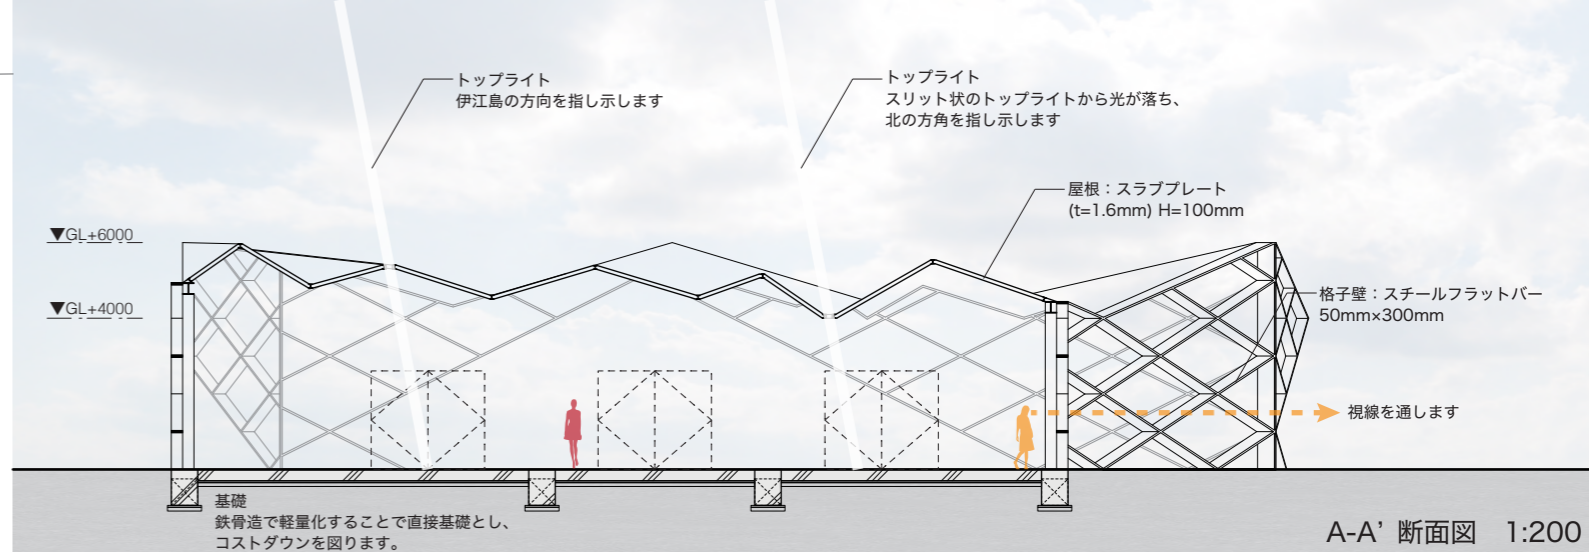 トップライト
伊江島の方向を指し示します
トップライト
スリット状のトップライトから光が落ち、
北の方角を指し示します
屋根：スラブプレート
(t=1.6mm) H=100mm
▼GL+6000
▼GL+4000
格子壁：スチールフラットバー
50mm×300mm
視線を通します
基礎
鉄骨造で軽量化することで直接基礎とし、
コストダウンを図ります。
A-A’ 断面図 1:200